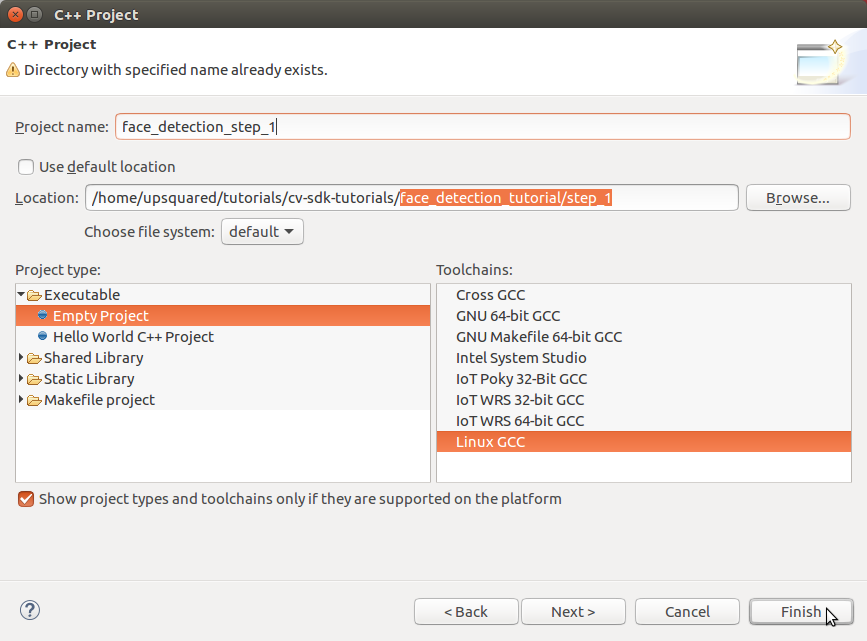 C++ Project
C++ Project
Directory with specified name already exists.
Project name: face_detection_step_1
Use default location
Location: /home/upsquared/tutorials/cv-sdk-tutorials/face_detection_tutorial/step_1 Browse...
Choose file system: default
Project type: Toolchains:
Executable Cross GCC
Empty Project GNU 64-bit GCC
Hello World C++ Project GNU Makefile 64-bit GCC
Shared Library Intel System Studio
Static Library IoT Poky 32-Bit GCC
Makefile project IoT WRS 32-bit GCC
IoT WRS 64-bit GCC
Linux GCC
Show project types and toolchains only if they are supported on the platform
? < Back Next > Cancel Finish